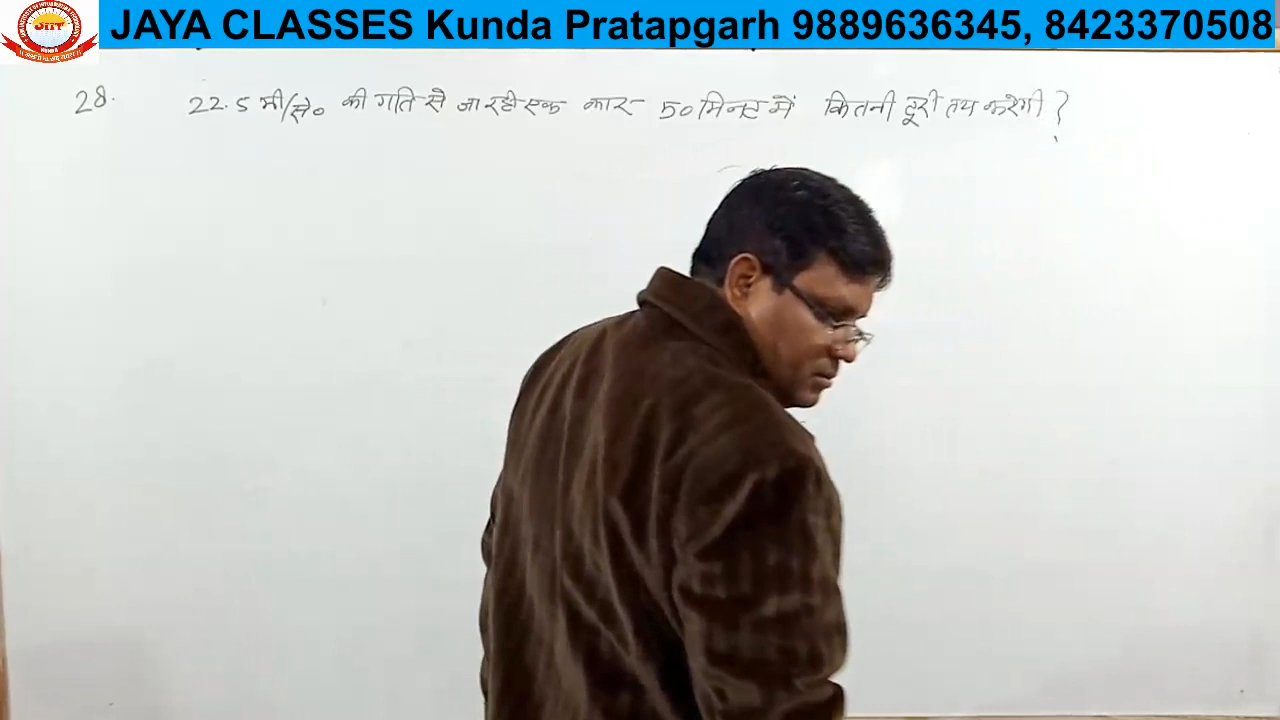 JAYA CLASSES Kunda Pratapgarh 9889636345, 8423370508
28. 22.5 मी/से० की गति से जा रही एक कार 50 मिनट में कितनी दूरी तय करेगी ?